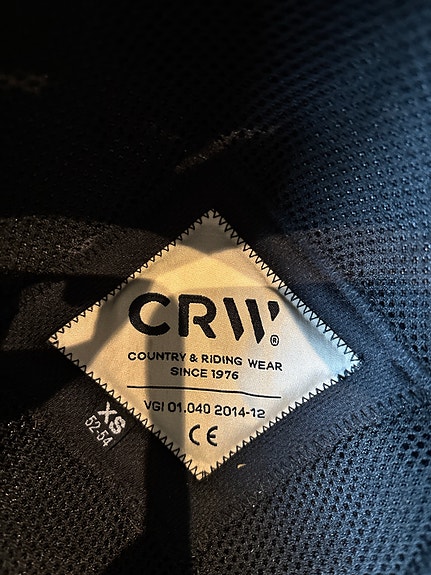 CRW®
COUNTRY & RIDING WEAR
SINCE 1976
VGI 01.040 2014-12
CE
XS
52-54